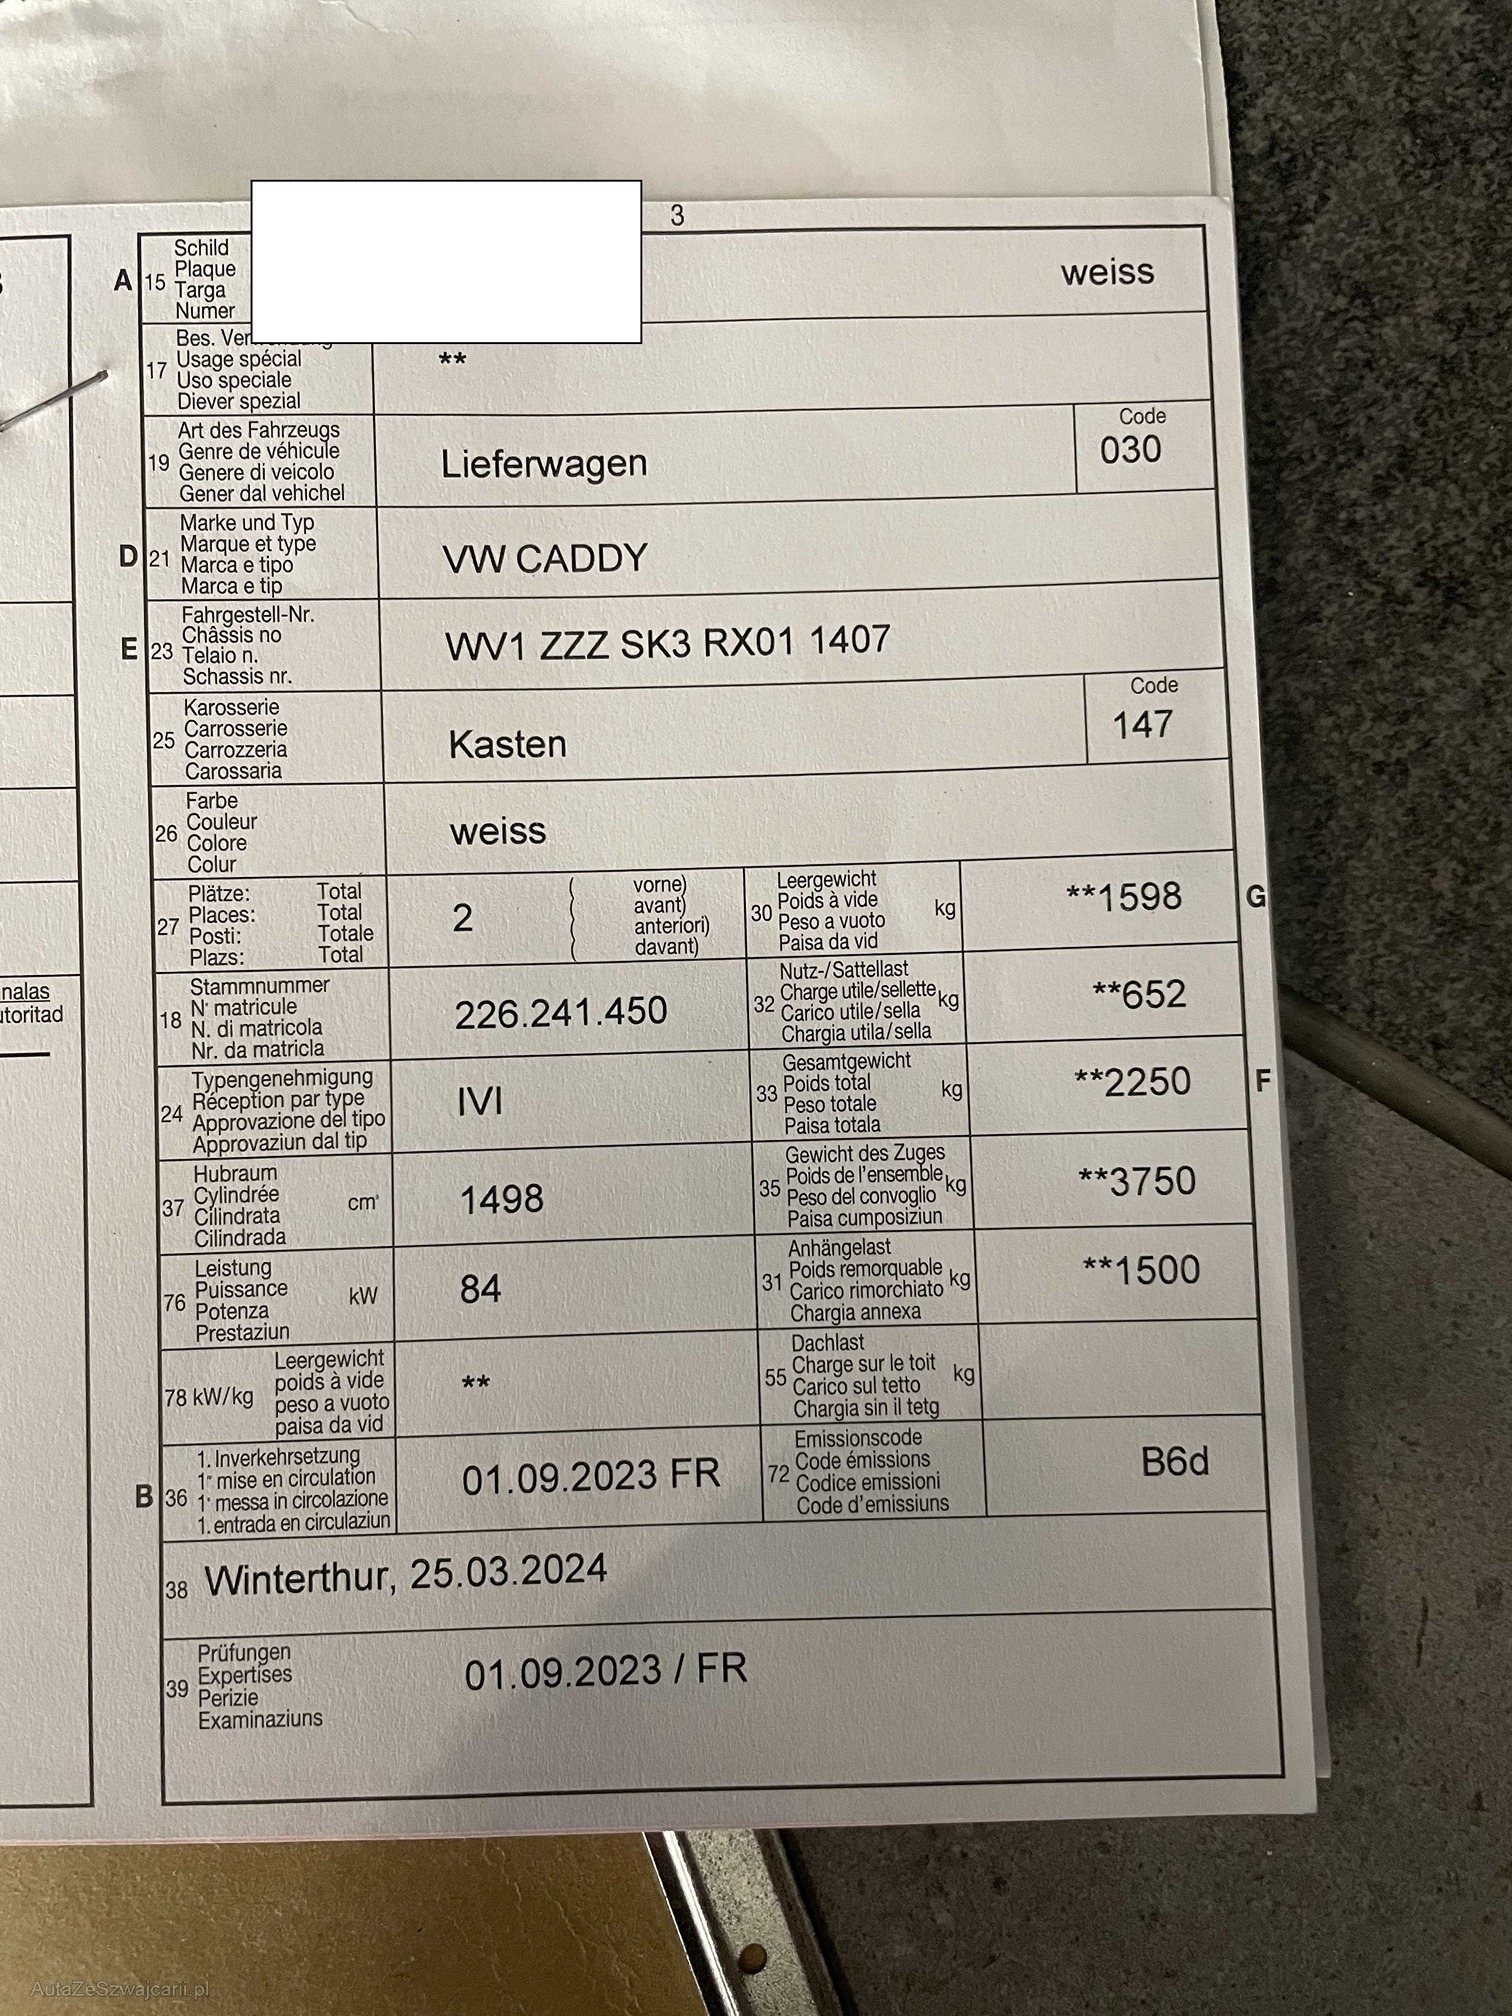 3
A 15 Schild
Plaque
Targa
Numer
weiss
17 Bes.
Usage spécial
Uso speciale
Diever spezial
**
19 Art des Fahrzeugs
Genre de véhicule
Genere di veicolo
Gener dal vehichel
Lieferwagen
Code
030
D 21 Marke und Typ
Marque et type
Marca e tipo
Marca e tip
VW CADDY
E 23 Fahrgestell-Nr.
Châssis no
Telaio n.
Schassis nr.
WV1 ZZZ SK3 RX01 1407
25 Karosserie
Carrosserie
Carrozzeria
Carossaria
Kasten
Code
147
26 Farbe
Couleur
Colore
Colur
weiss
27 Plätze: Total
Places: Total
Posti: Totale
Plazs: Total
2
( vorne)
( avant)
( anteriori)
( davant)
30 Leergewicht
Poids à vide kg
Peso a vuoto
Paisa da vid
**1598 G
18 Stammnummer
N° matricule
N. di matricola
Nr. da matricla
226.241.450
32 Nutz-/Sattellast
Charge utile/sellette kg
Carico utile/sella
Chargia utila/sella
**652
24 Typengenehmigung
Réception par type
Approvazione del tipo
Approvaziun dal tip
IVI
33 Gesamtgewicht
Poids total kg
Peso totale
Paisa totala
**2250 F
37 Hubraum
Cylindrée cm³
Cilindrata
Cilindrada
1498
35 Gewicht des Zuges
Poids de l'ensemble kg
Peso del convoglio
Paisa cumposiziun
**3750
76 Leistung
Puissance kW
Potenza
Prestaziun
84
31 Anhängelast
Poids remorquable kg
Carico rimorchiato
Chargia annexa
**1500
78 kW/kg Leergewicht
poids à vide
peso a vuoto
paisa da vid
**
55 Dachlast
Charge sur le toit kg
Carico sul tetto
Chargia sin il tetg
B 36 1. Inverkehrsetzung
1re mise en circulation
1a messa in circolazione
1. entrada en circulaziun
01.09.2023 FR
72 Emissionscode
Code émissions
Codice emissioni
Code d'emissiuns
B6d
38 Winterthur, 25.03.2024
39 Prüfungen
Expertises
Perizie
Examinaziuns
01.09.2023 / FR
nalas
utoritad
AutaZeSzwajcarii.pl